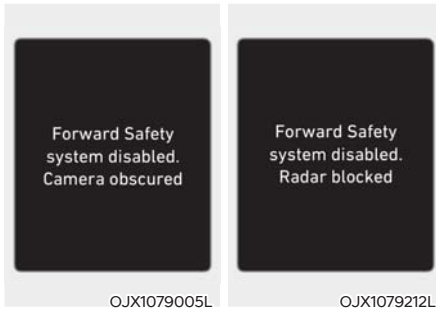 Forward Safety
system disabled.
Camera obscured
OJX1079005L
Forward Safety
system disabled.
Radar blocked
OJX1079212L